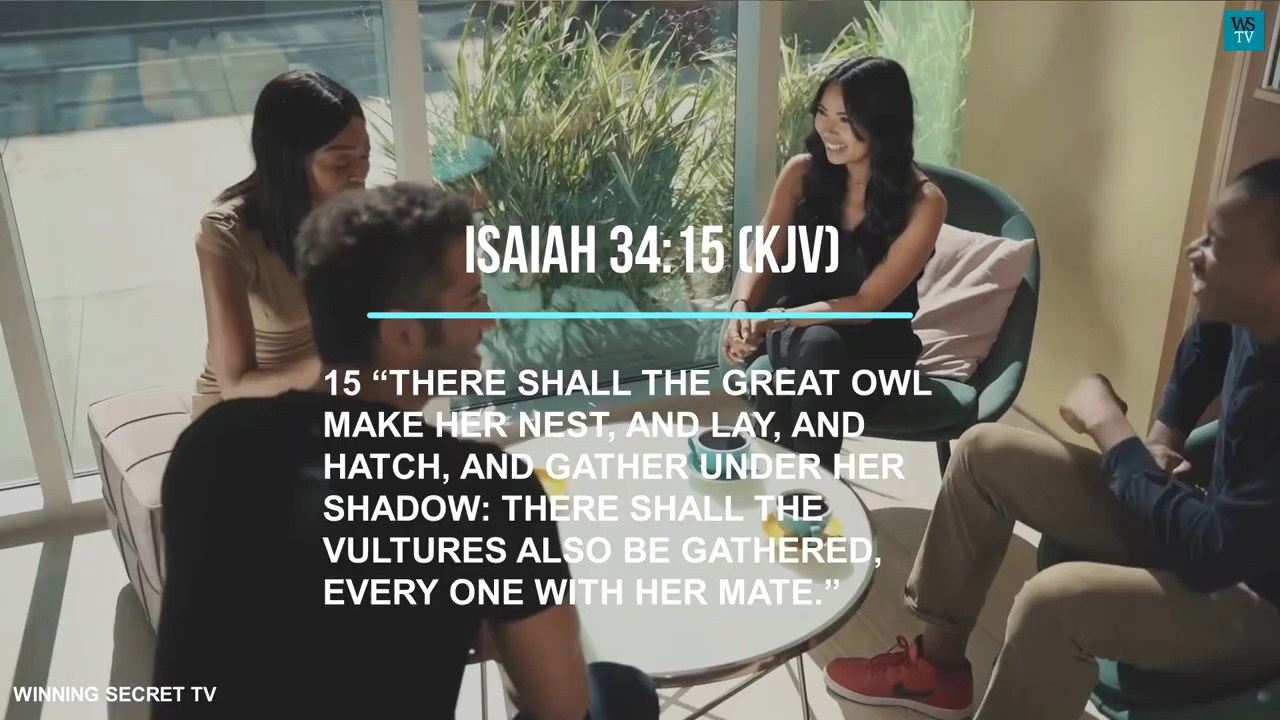 WS
TV
ISAIAH 34:15 (KJV)
15 “THERE SHALL THE GREAT OWL
MAKE HER NEST, AND LAY, AND
HATCH, AND GATHER UNDER HER
SHADOW: THERE SHALL THE
VULTURES ALSO BE GATHERED,
EVERY ONE WITH HER MATE.”
WINNING SECRET TV